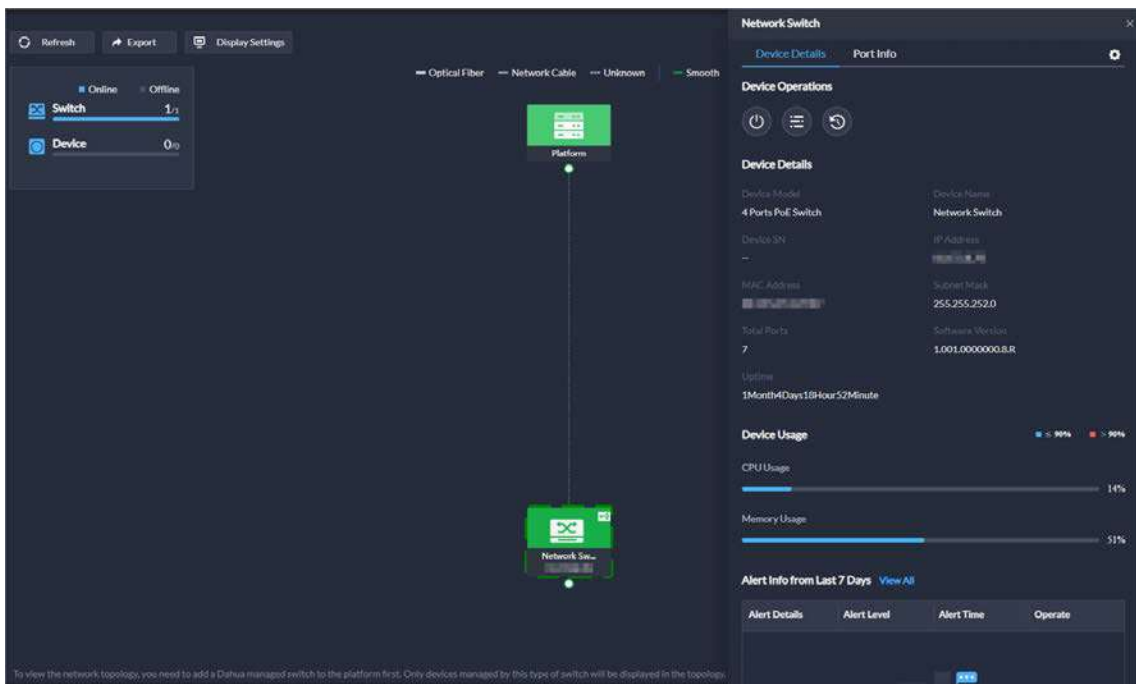 Refresh
Export
Display Settings
Online Offline
Switch 1/1
Device 0/0
Optical Fiber Network Cable Unknown Smooth
Platform
Network Sw...
To view the network topology, you need to add a Dahua managed switch to the platform first. Only devices managed by this type of switch will be displayed in the topology.
Network Switch
Device Details Port Info
Device Operations
Device Details
Device Model Device Name
4 Ports PoE Switch Network Switch
Device SN IP Address
--
MAC Address Subnet Mask
255.255.252.0
Total Ports Software Version
7 1.001.0000000.8.R
Uptime
1Month4Days18Hour52Minute
Device Usage ≤ 90% > 90%
CPU Usage
14%
Memory Usage
51%
Alert Info from Last 7 Days View All
Alert Details Alert Level Alert Time Operate